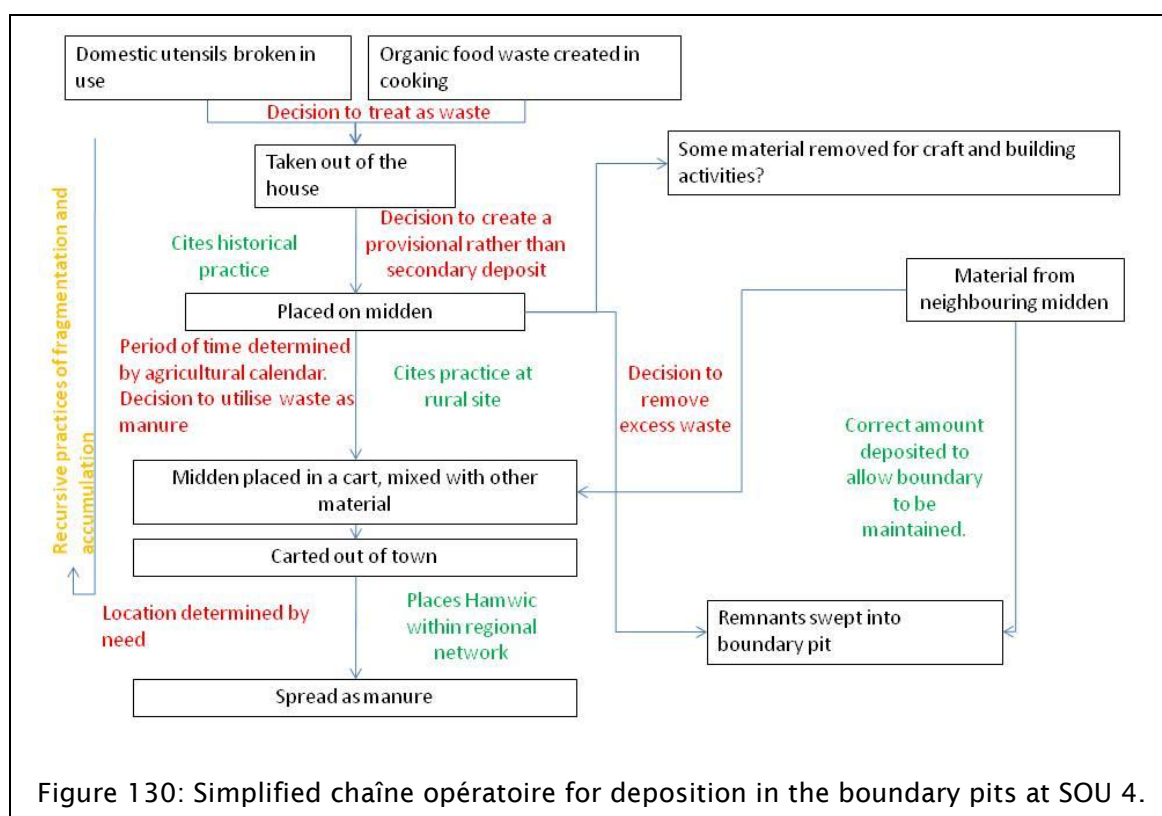 Domestic utensils broken in
use
Organic food waste created in
cooking
Decision to treat as waste
Taken out of the
house
Some material removed for craft and building
activities?
Decision to create a
provisional rather than
secondary deposit
Cites historical
practice
Material from
neighbouring midden
Placed on midden
Period of time determined
by agricultural calendar.
Decision to utilise waste as
manure
Cites practice at
rural site
Decision to
remove
excess waste
Correct amount
deposited to
allow boundary
to be
maintained.
Recursive practices of fragmentation and
accumulation
Midden placed in a cart, mixed with other
material
Carted out of town
Location determined by
need
Places Hamwic
within regional
network
Remnants swept into
boundary pit
Spread as manure
Figure 130: Simplified chaîne opératoire for deposition in the boundary pits at SOU 4.